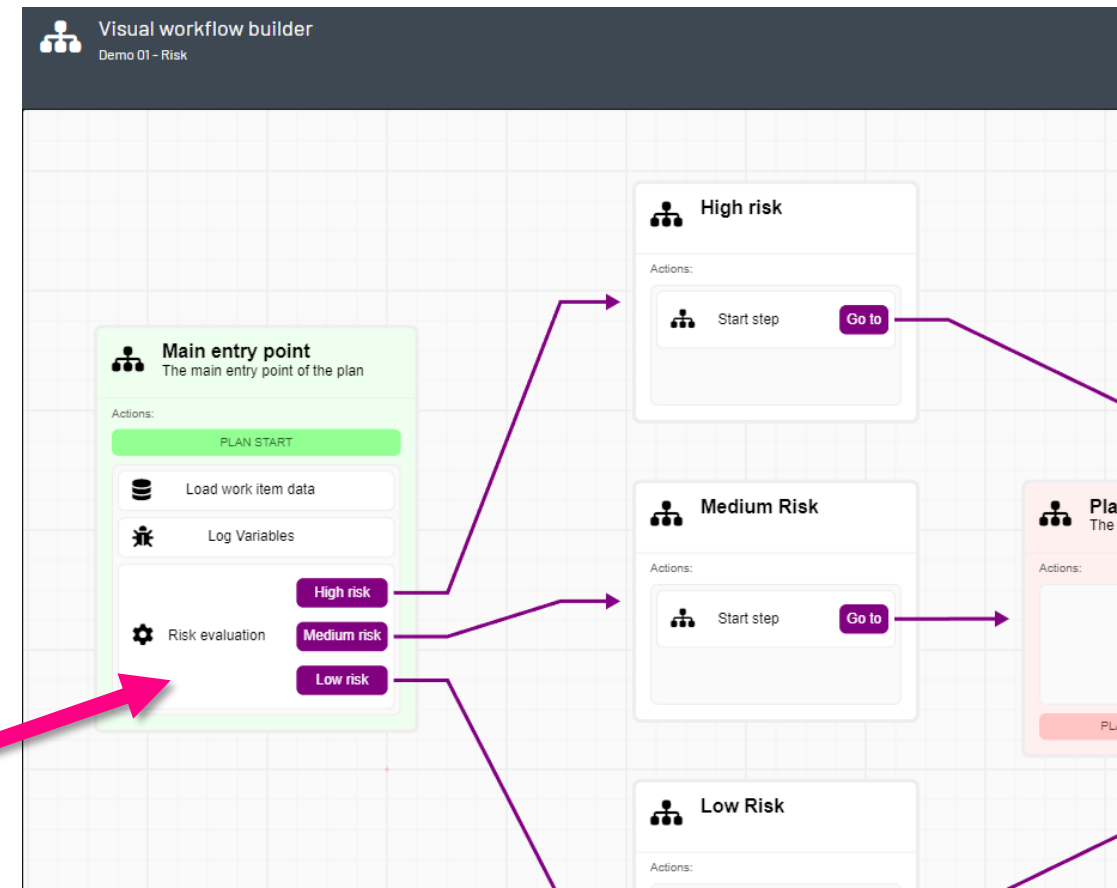 Visual workflow builder
Demo 01 - Risk
High risk
Actions:
Start step
Go to
Main entry point
The main entry point of the plan
Actions:
PLAN START
Load work item data
Log Variables
Risk evaluation
High risk
Medium risk
Low risk
Medium Risk
Actions:
Start step
Go to
The
Actions:
Low Risk
Actions: